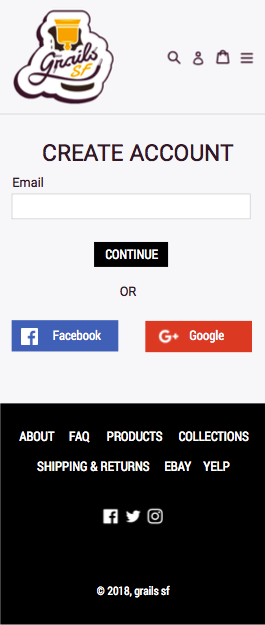 Grails
SF
CREATE ACCOUNT
Email
CONTINUE
OR
Facebook
G+ Google
ABOUT FAQ PRODUCTS COLLECTIONS
SHIPPING & RETURNS EBAY YELP
© 2018, grails sf